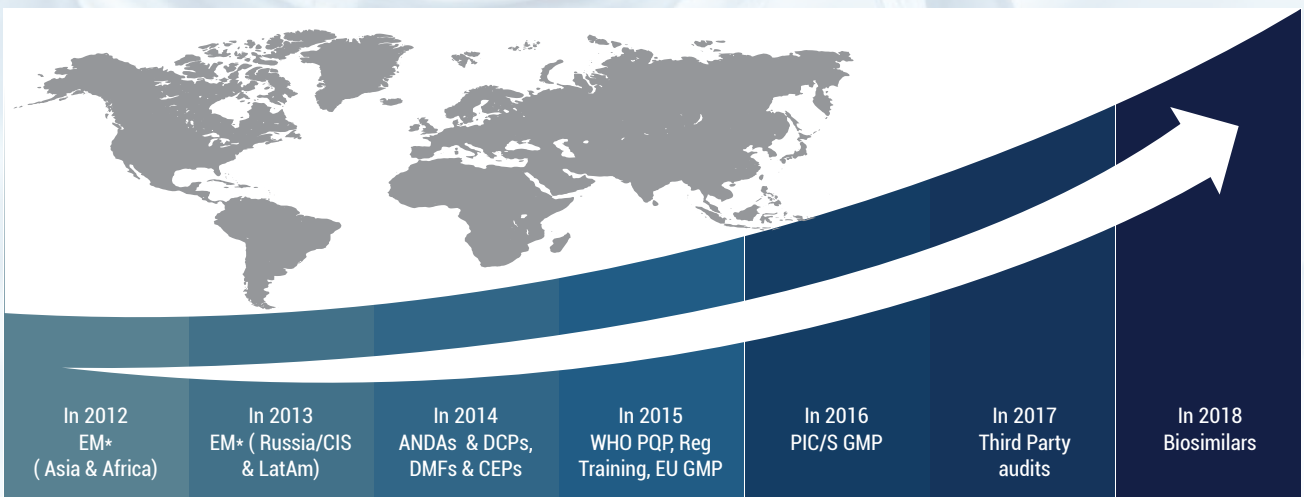 In 2012
EM*
( Asia & Africa)
In 2013
EM* ( Russia/CIS
& LatAm)
In 2014
ANDAs & DCPs,
DMFs & CEPs
In 2015
WHO PQP, Reg
Training, EU GMP
In 2016
PIC/S GMP
In 2017
Third Party
audits
In 2018
Biosimilars